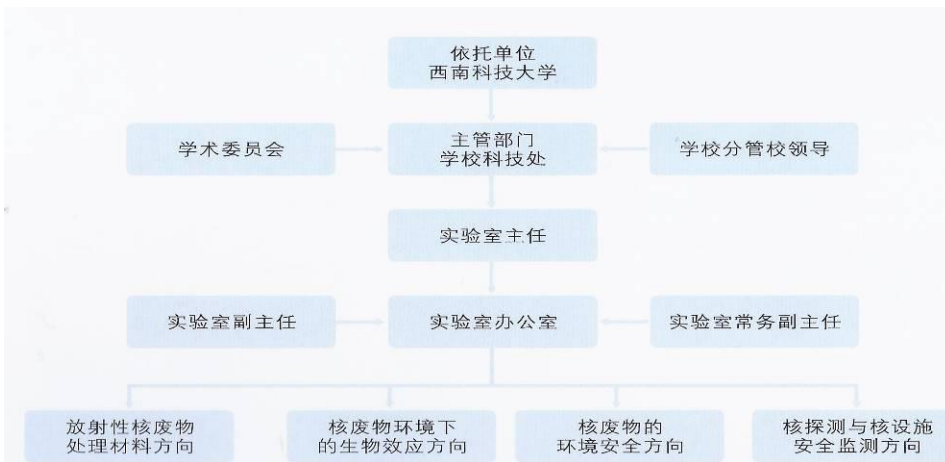 依托单位
西南科技大学
学术委员会
主管部门
学校科技处
学校分管校领导
实验室主任
实验室副主任
实验室办公室
实验室常务副主任
放射性核废物
处理材料方向
核废物环境下
的生物效应方向
核废物的
环境安全方向
核探测与核设施
安全监测方向